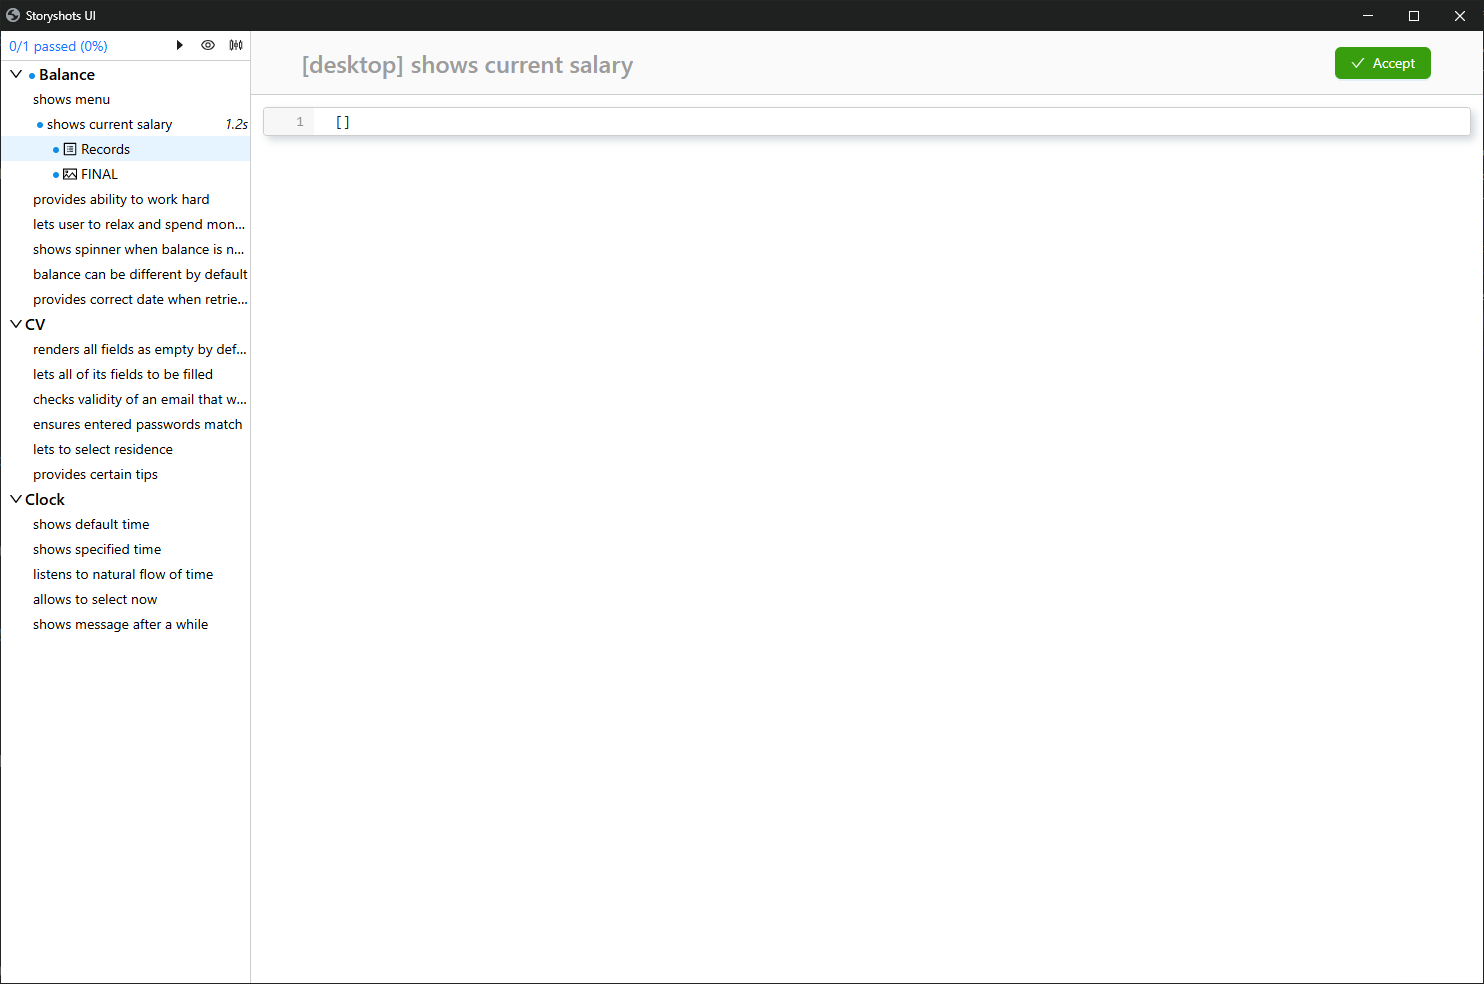 Storyshots UI
0/1 passed (0%)
Balance
shows menu
shows current salary 1.2s
Records
FINAL
provides ability to work hard
lets user to relax and spend mon...
shows spinner when balance is n...
balance can be different by default
provides correct date when retrie...
CV
renders all fields as empty by def...
lets all of its fields to be filled
checks validity of an email that w...
ensures entered passwords match
lets to select residence
provides certain tips
Clock
shows default time
shows specified time
listens to natural flow of time
allows to select now
shows message after a while
[desktop] shows current salary
Accept
1 []